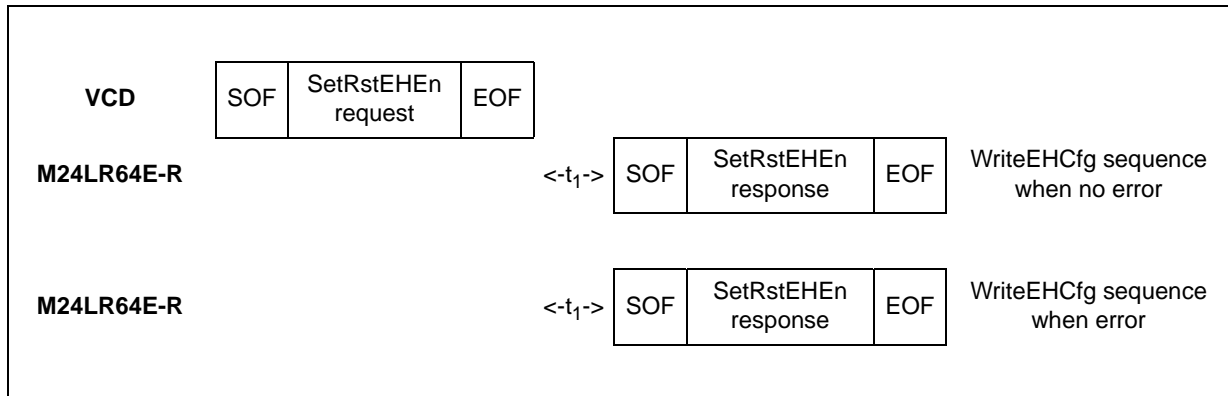 VCD SOF SetRstEHEn request EOF
M24LR64E-R <-t₁-> SOF SetRstEHEn response EOF WriteEHCfg sequence when no error
M24LR64E-R <-t₁-> SOF SetRstEHEn response EOF WriteEHCfg sequence when error